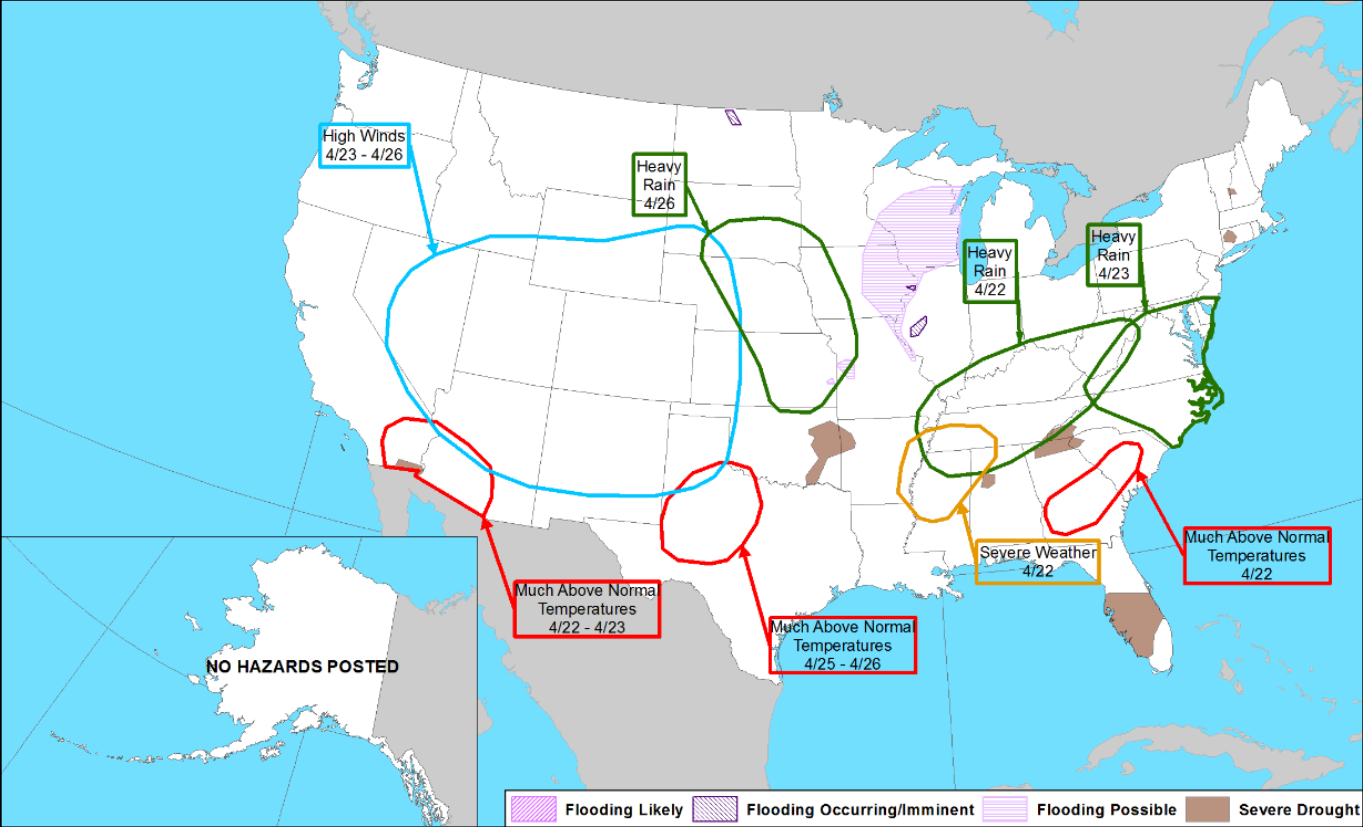 High Winds
4/23 - 4/26
Heavy
Rain
4/26
Heavy
Rain
4/22
Heavy
Rain
4/23
Severe Weather
4/22
Much Above Normal
Temperatures
4/22
Much Above Normal
Temperatures
4/22 - 4/23
Much Above Normal
Temperatures
4/25 - 4/26
NO HAZARDS POSTED
Flooding Likely
Flooding Occurring/Imminent
Flooding Possible
Severe Drought